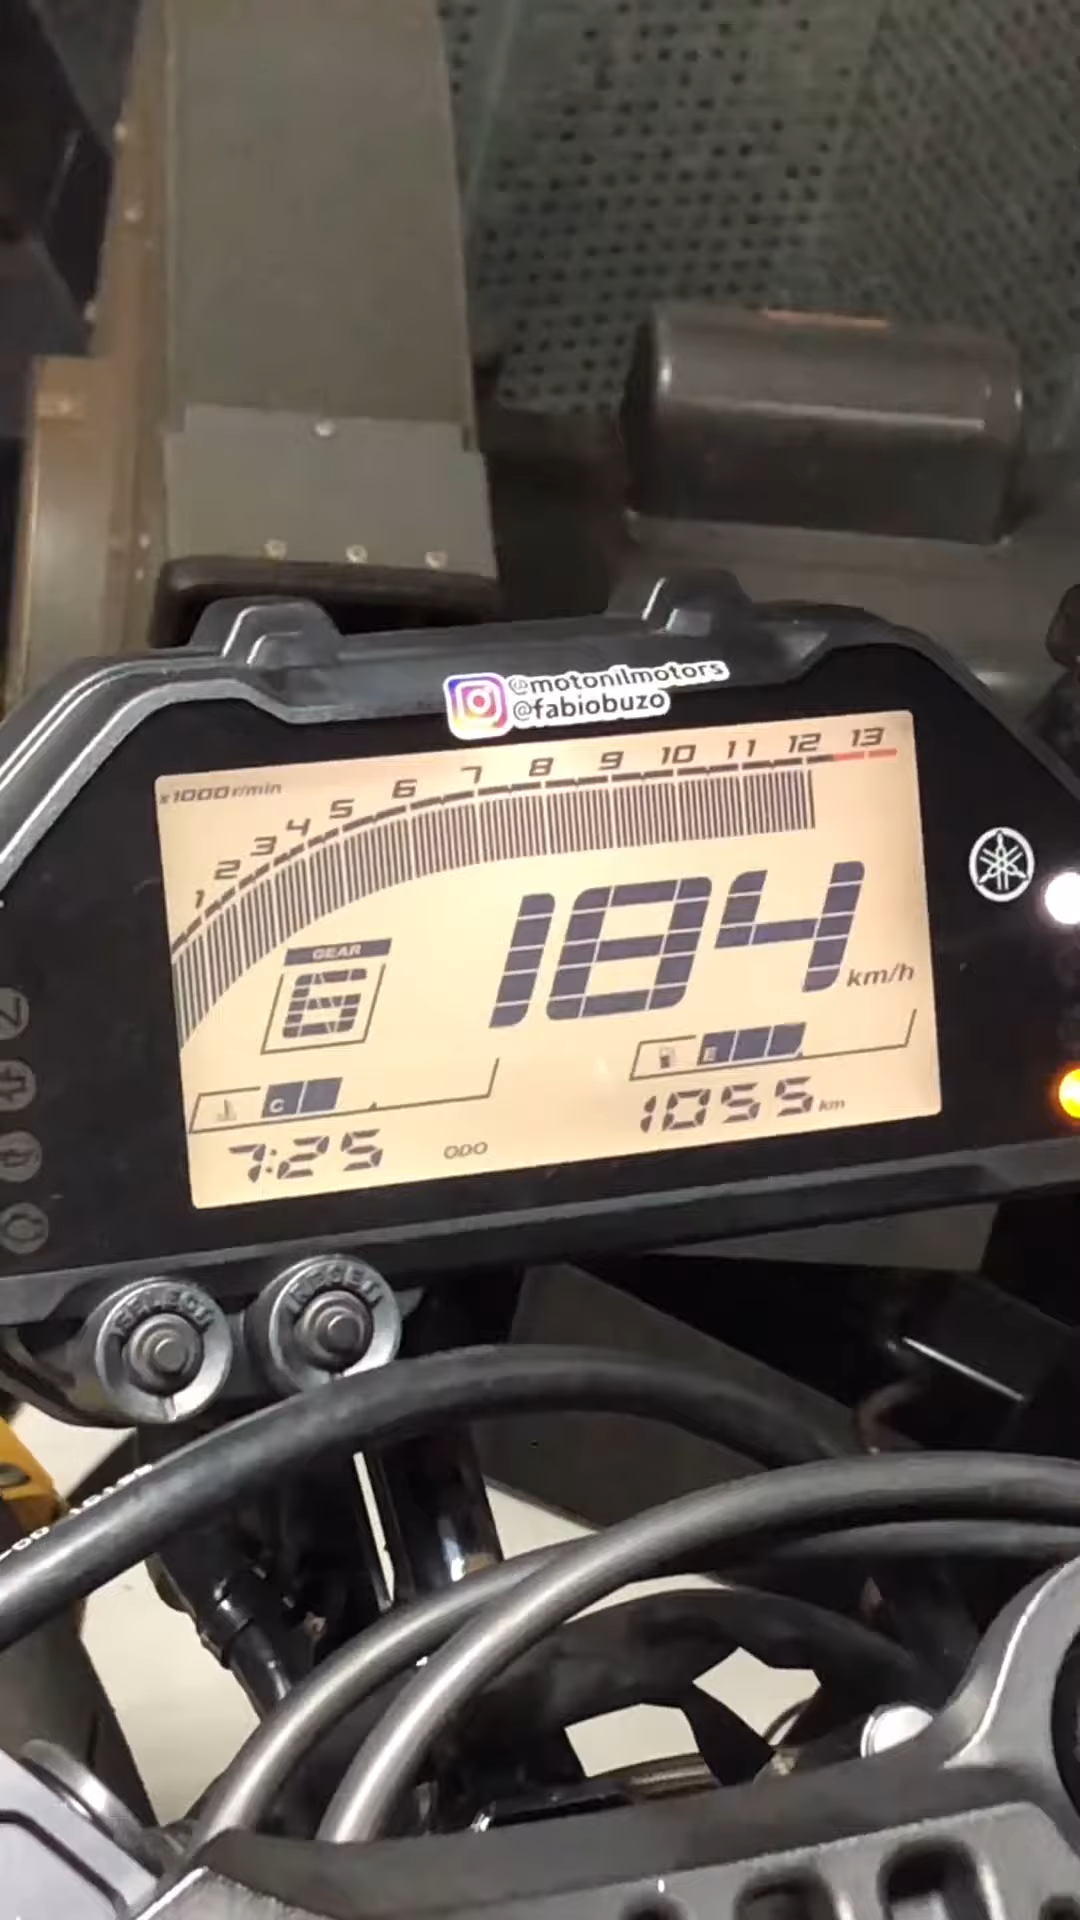 @motonilmotors
@fabiobuzo
x1000 r/min
1 2 3 4 5 6 7 8 9 10 11 12 13
GEAR
6
184 km/h
C
E
7:25
ODO
1055 km
SELECT